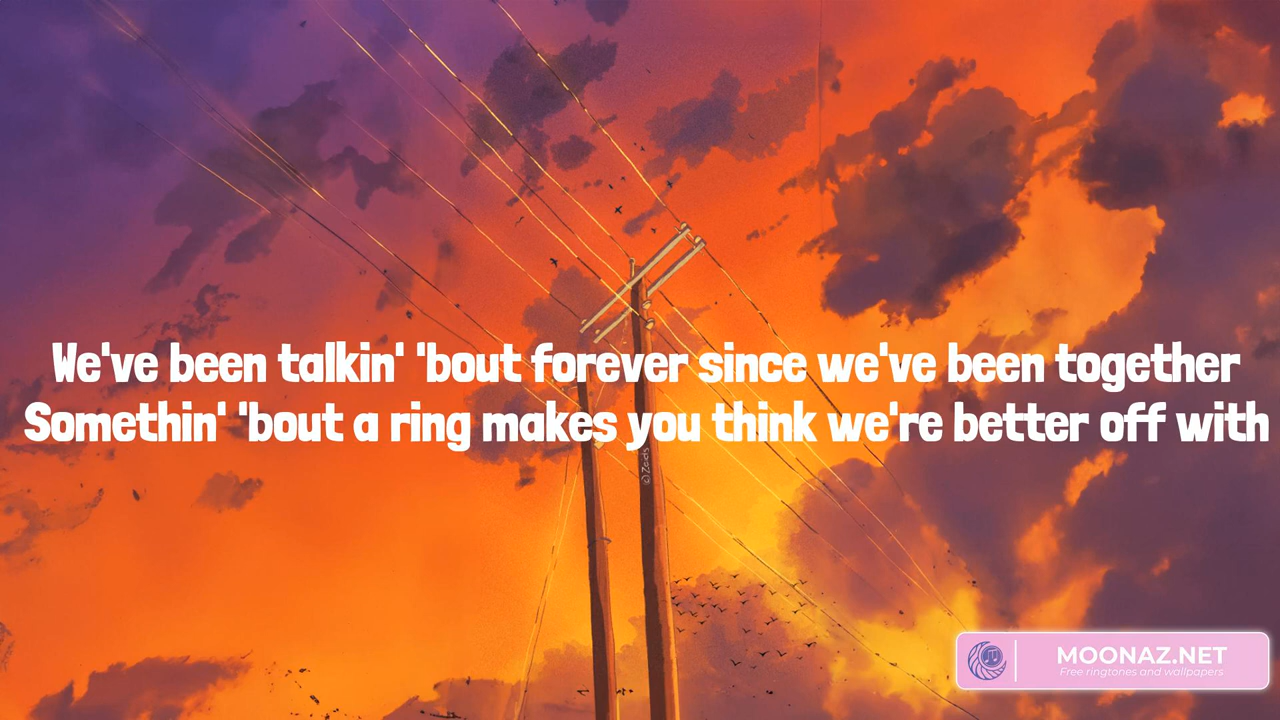 We've been talkin' 'bout forever since we've been together
Somethin' 'bout a ring makes you think we're better off with
©Zaids
MOONAZ.NET
Free ringtones and wallpapers